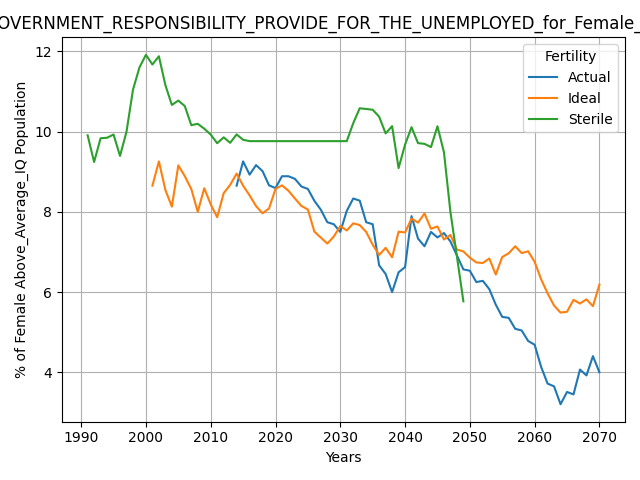 OVERNMENT_RESPONSIBILITY_PROVIDE_FOR_THE_UNEMPLOYED_for_Female_
12
10
8
6
4
% of Female Above_Average_IQ Population
Fertility
Actual
Ideal
Sterile
1990 2000 2010 2020 2030 2040 2050 2060 2070
Years